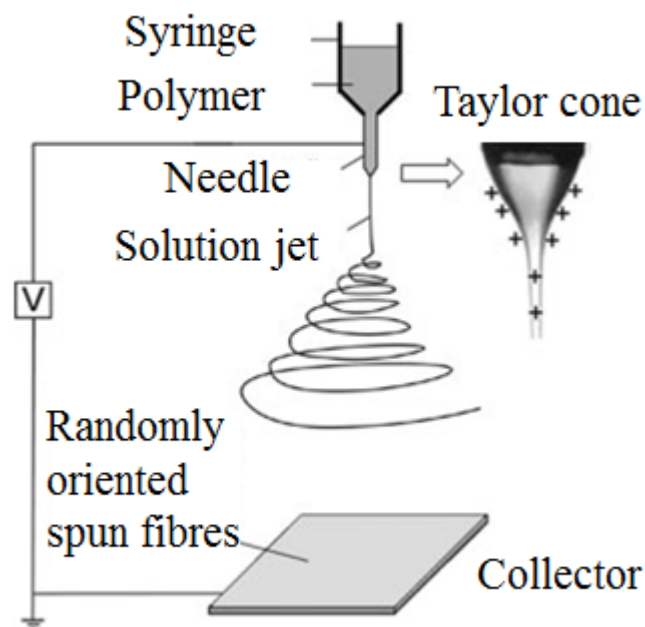 Syringe
Polymer
Taylor cone
Needle
Solution jet
V
Randomly
oriented
spun fibres
Collector